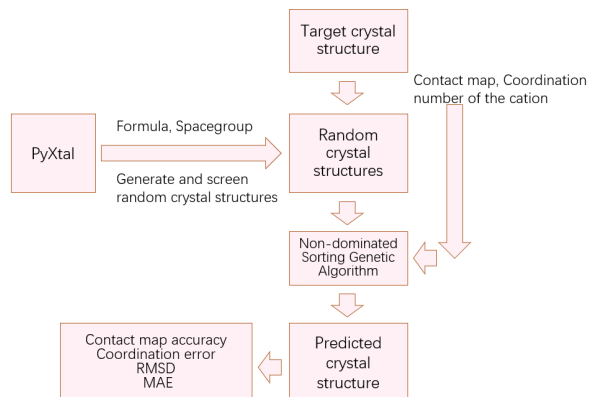 Target crystal
structure
Contact map, Coordination
number of the cation
Formula, Spacegroup
PyXtal
Generate and screen
random crystal structures
Random
crystal
structures
Non-dominated
Sorting Genetic
Algorithm
Predicted
crystal
structure
Contact map accuracy
Coordination error
RMSD
MAE